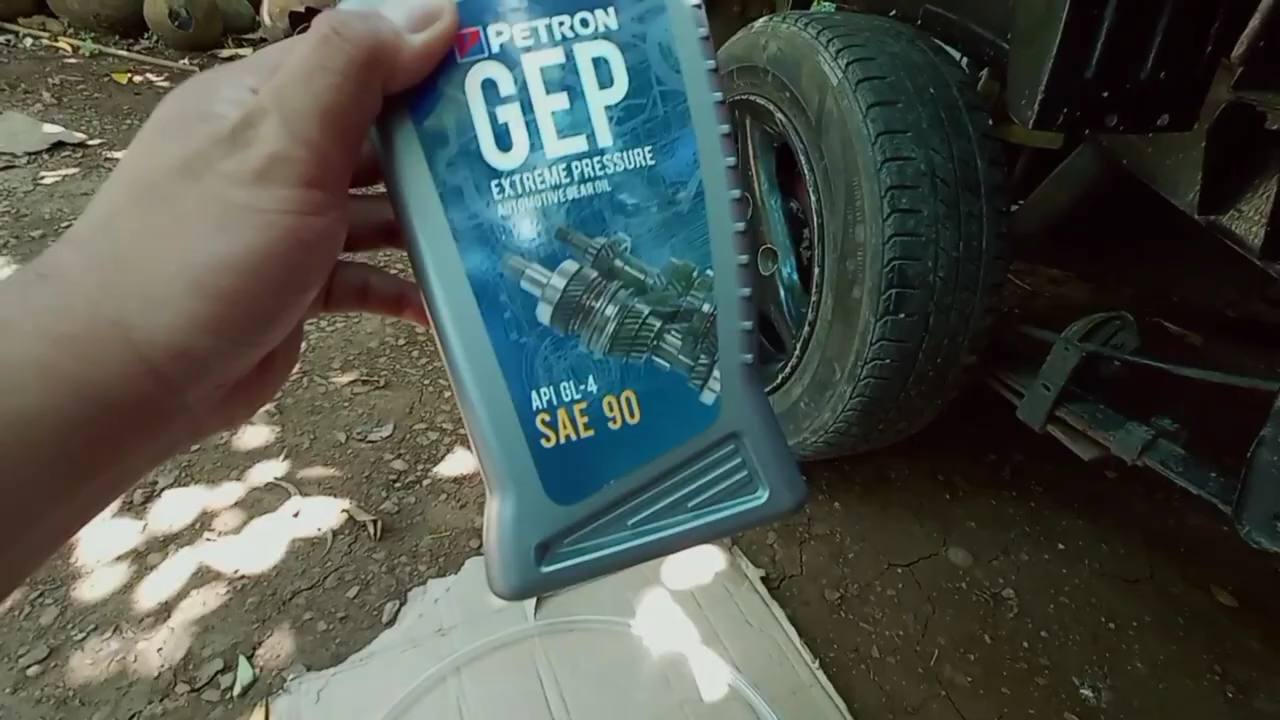 PETRON
GEP
EXTREME PRESSURE
AUTOMOTIVE GEAR OIL
API GL-4
SAE 90